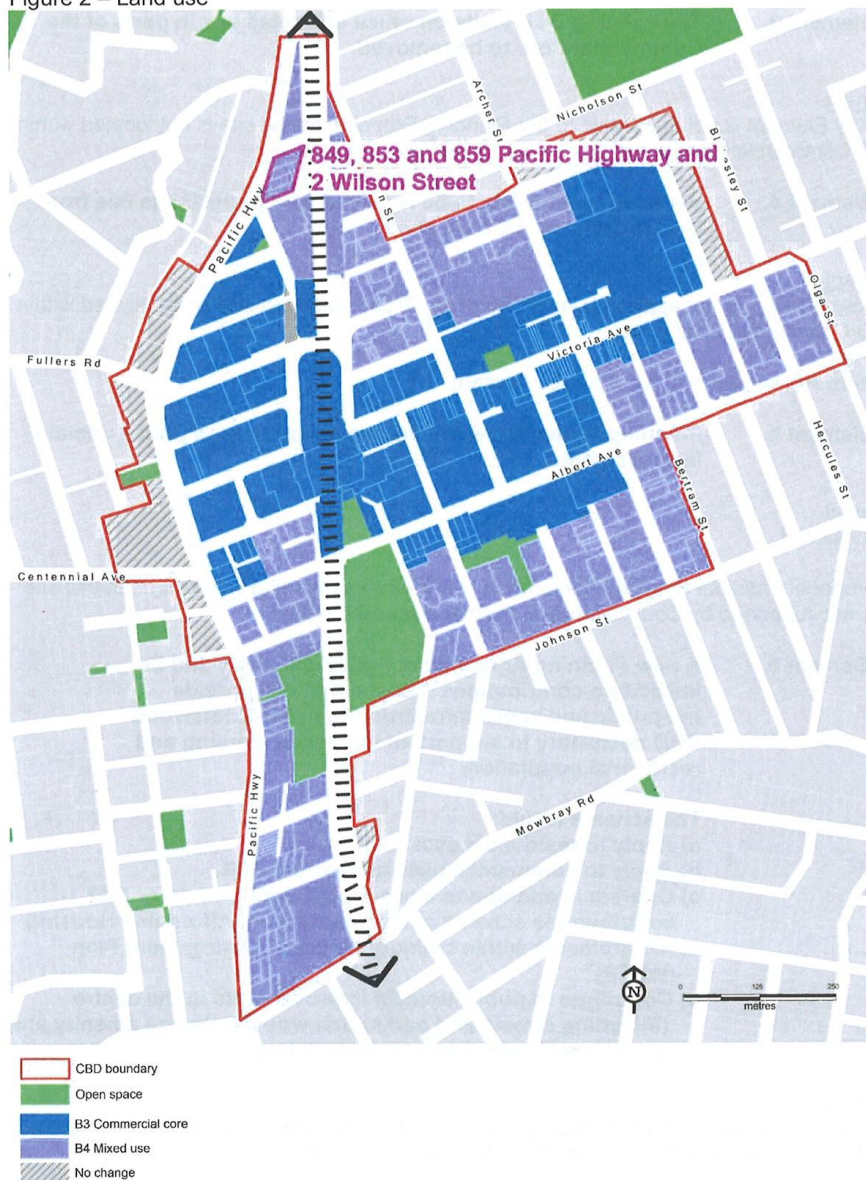 Figure 2 – Land use
Archer St
Nicholson St
849, 853 and 859 Pacific Highway and
2 Wilson Street
Pacific Hwy
Olga St
Fullers Rd
Victoria Ave
Albert Ave
Bertram St
Hercules St
Centennial Ave
Johnson St
Pacific Hwy
Mowbray Rd
N
0 125 250
metres
CBD boundary
Open space
B3 Commercial core
B4 Mixed use
No change